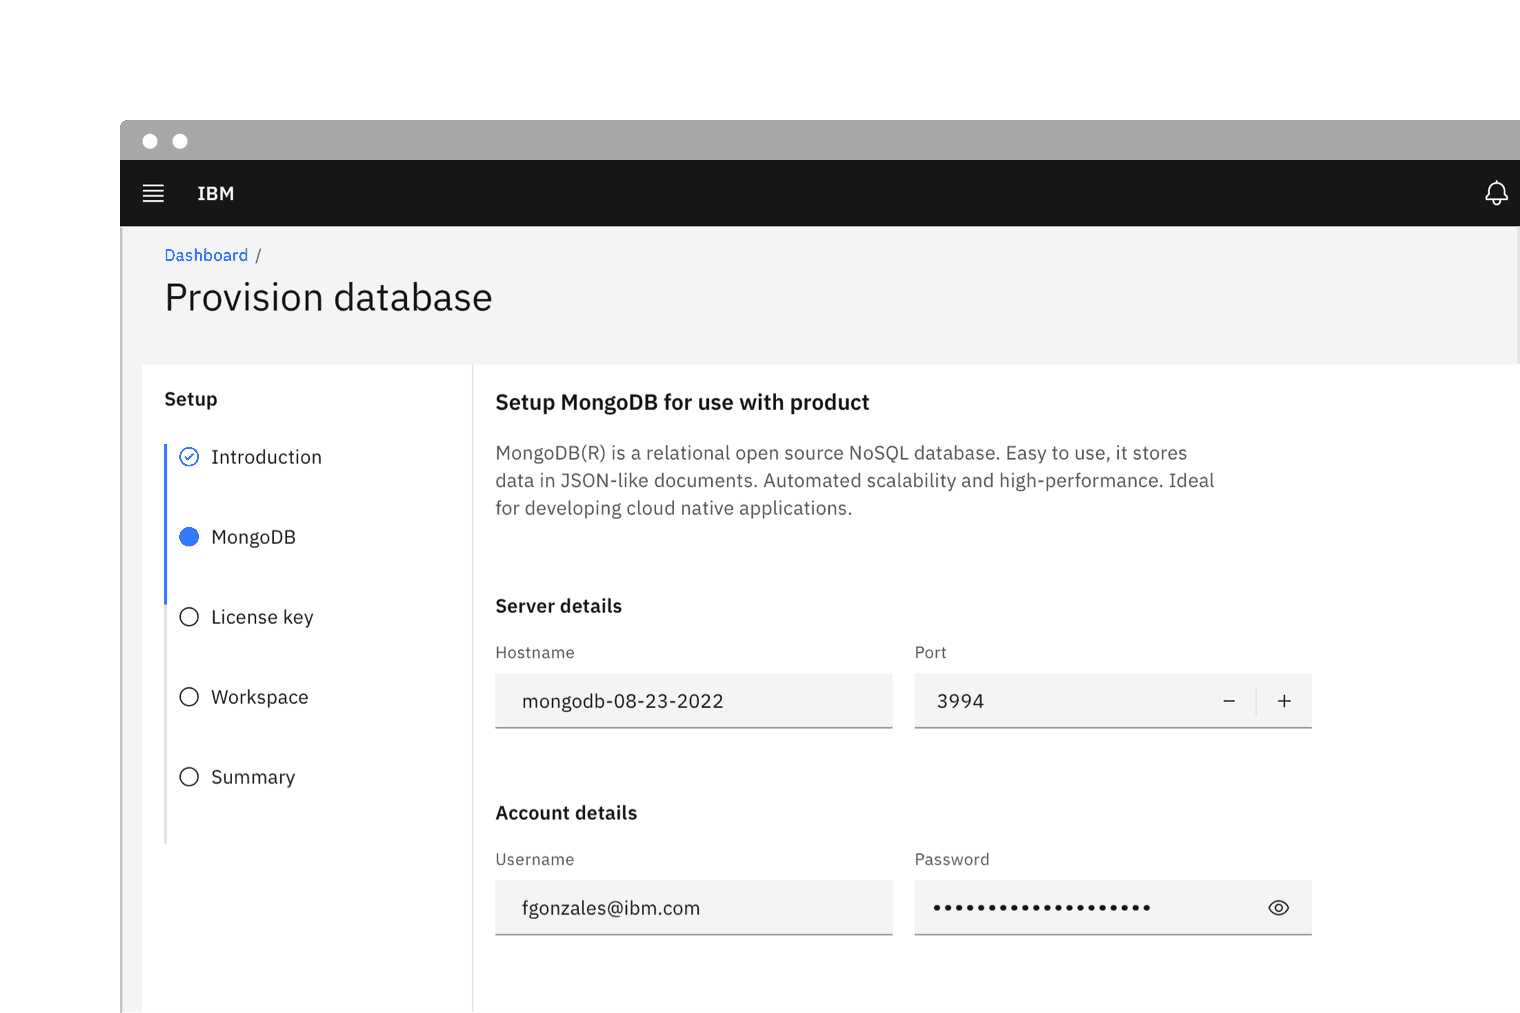 IBM
Dashboard /
Provision database
Setup
Introduction
MongoDB
License key
Workspace
Summary
Setup MongoDB for use with product
MongoDB(R) is a relational open source NoSQL database. Easy to use, it stores
data in JSON-like documents. Automated scalability and high-performance. Ideal
for developing cloud native applications.
Server details
Hostname Port
mongodb-08-23-2022 3994 − +
Account details
Username Password
fgonzales@ibm.com ••••••••••••••••••••